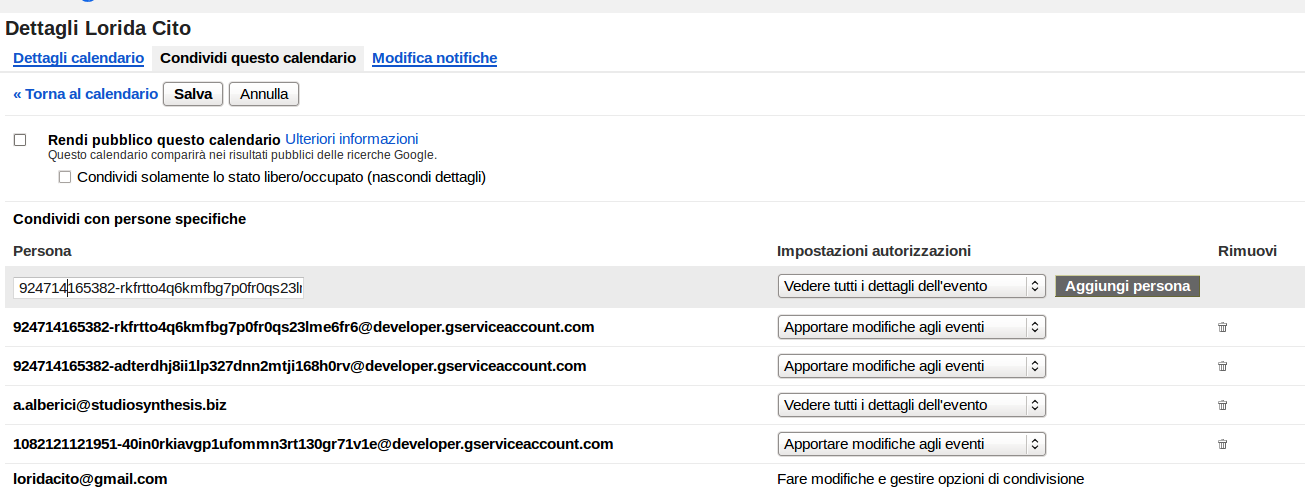 Dettagli Lorida Cito
Dettagli calendario Condividi questo calendario Modifica notifiche
« Torna al calendario Salva Annulla
Rendi pubblico questo calendario Ulteriori informazioni
Questo calendario comparirà nei risultati pubblici delle ricerche Google.
Condividi solamente lo stato libero/occupato (nascondi dettagli)
Condividi con persone specifiche
Persona Impostazioni autorizzazioni Rimuovi
924714165382-rkfrtto4q6kmfbg7p0fr0qs23l Vedere tutti i dettagli dell'evento Aggiungi persona
924714165382-rkfrtto4q6kmfbg7p0fr0qs23lme6fr6@developer.gserviceaccount.com Apportare modifiche agli eventi
924714165382-adterdhj8ii1lp327dnn2mtji168h0rv@developer.gserviceaccount.com Apportare modifiche agli eventi
a.alberici@studiosynthesis.biz Vedere tutti i dettagli dell'evento
1082121121951-40in0rkiavgp1ufommn3rt130gr71v1e@developer.gserviceaccount.com Apportare modifiche agli eventi
loridacito@gmail.com Fare modifiche e gestire opzioni di condivisione